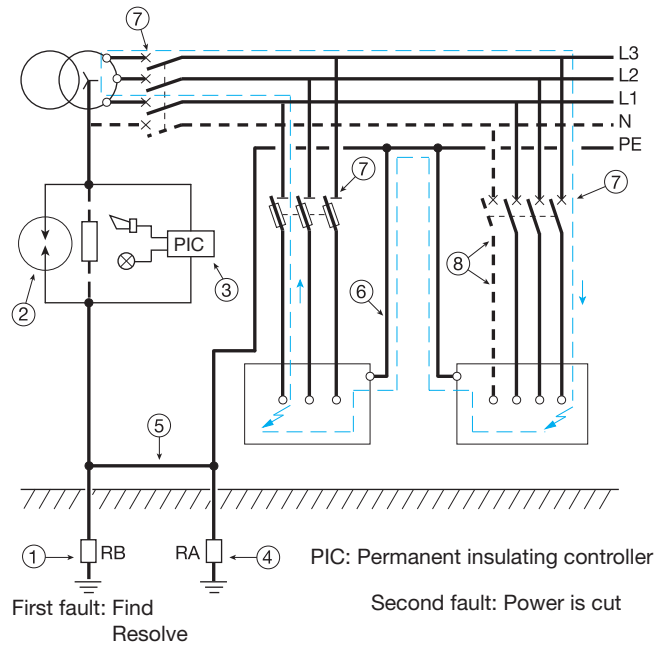 ⑦
L3
L2
L1
N
PE
⑦
⑦
PIC
②
③
⑧
⑥
⑤
① RB
RA ④
PIC: Permanent insulating controller
First fault: Find
Resolve
Second fault: Power is cut